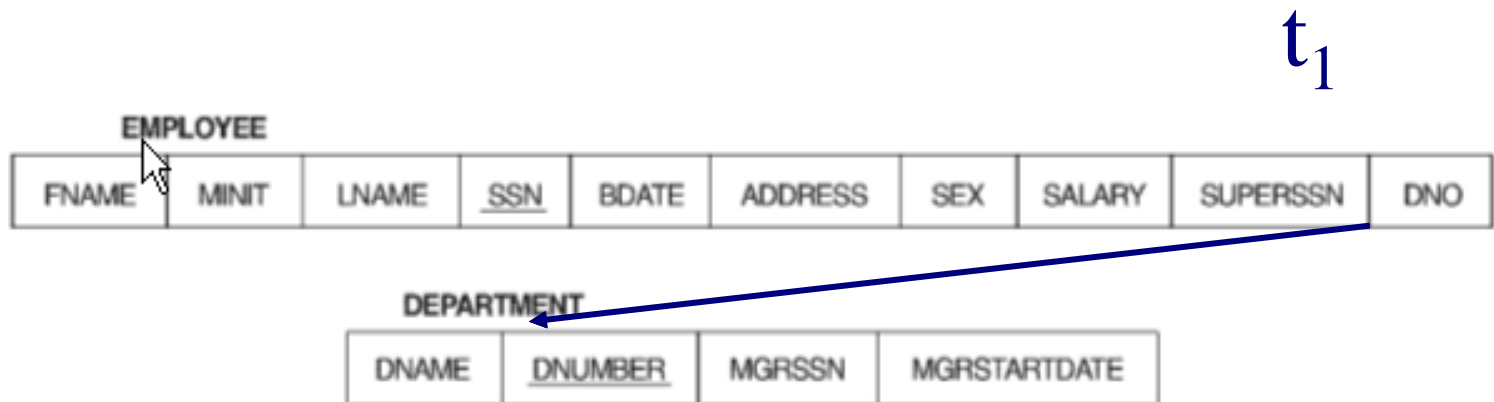 t₁
EMPLOYEE
FNAME MINIT LNAME SSN BDATE ADDRESS SEX SALARY SUPERSSN DNO
DEPARTMENT
DNAME DNUMBER MGRSSN MGRSTARTDATE